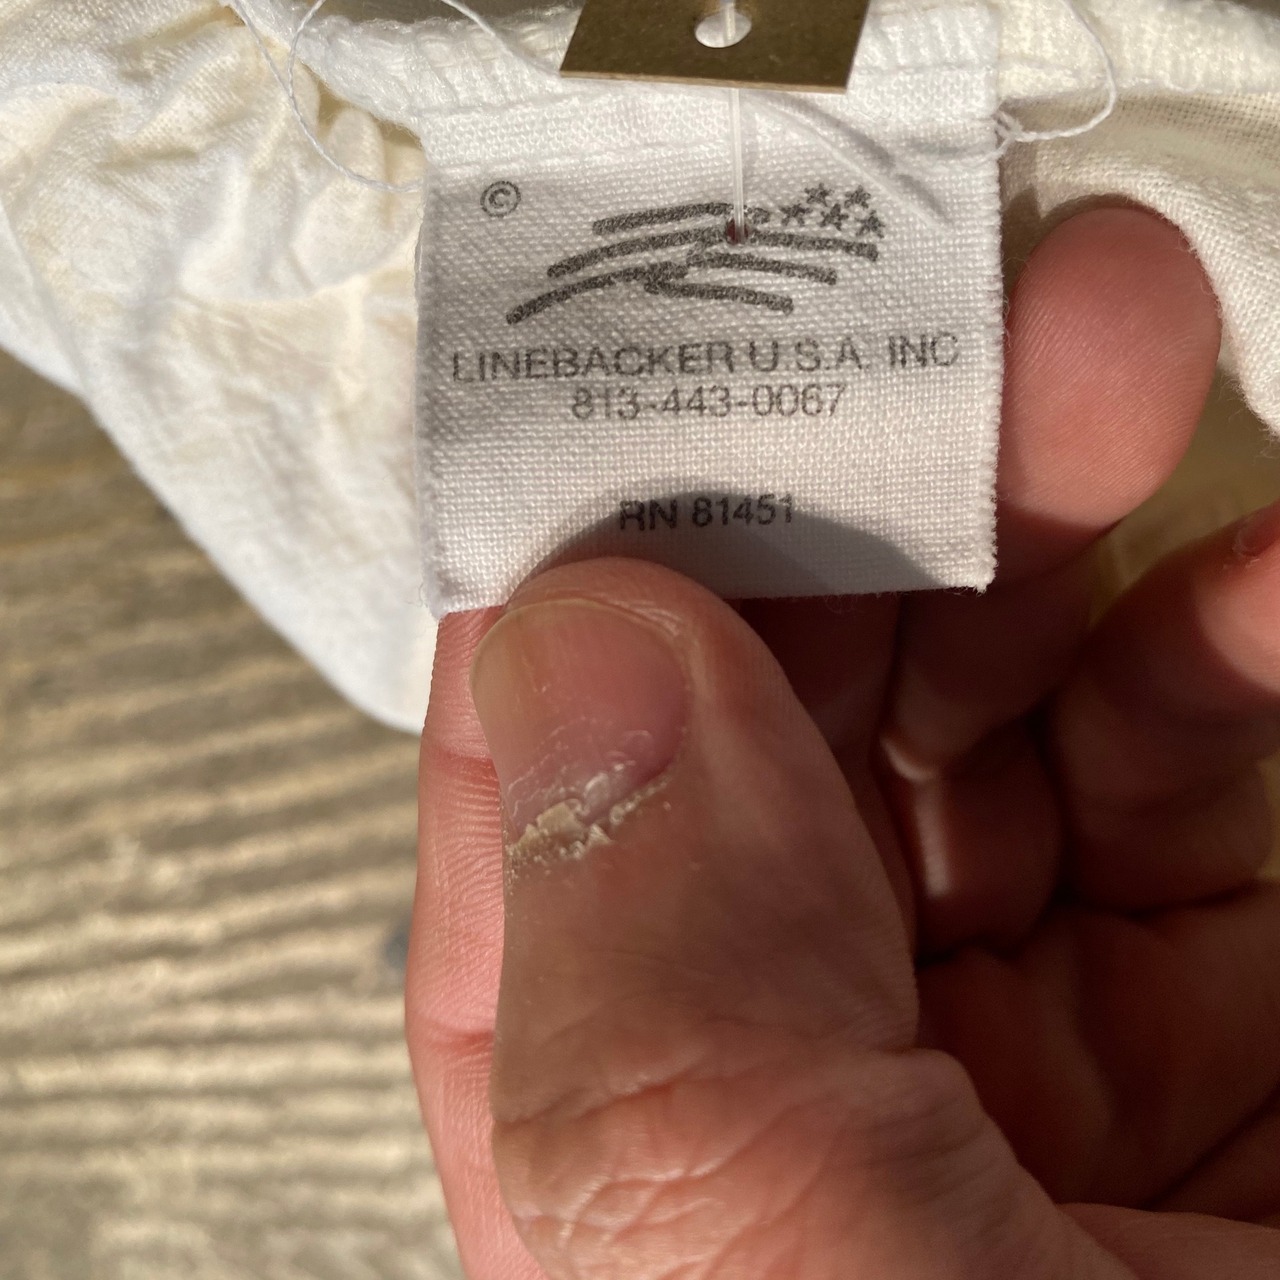 ©
LINEBACKER U.S.A. INC
813-443-0067
RN 81451